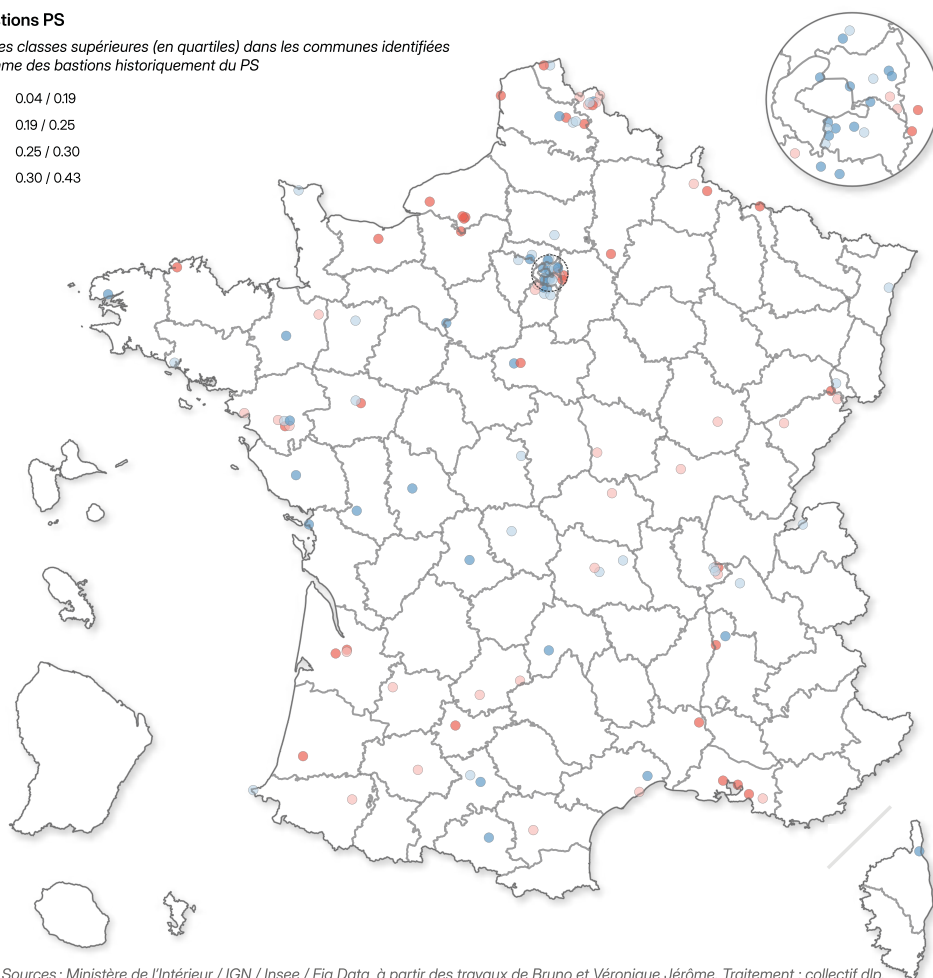 tions PS
es classes supérieures (en quartiles) dans les communes identifiées
me des bastions historiquement du PS
0.04 / 0.19
0.19 / 0.25
0.25 / 0.30
0.30 / 0.43
Sources : Ministère de l'Intérieur / IGN / Insee / Fig Data, à partir des travaux de Bruno et Véronique Jérôme. Traitement : collectif dlp